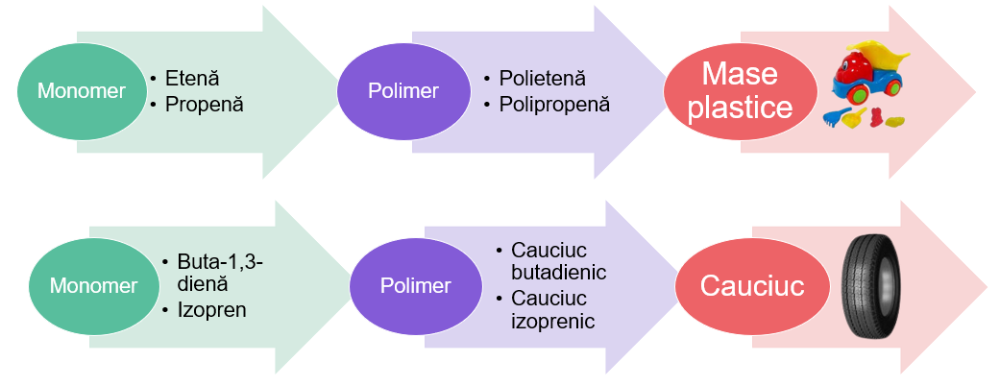 Monomer
• Etenă
• Propenă
Polimer
• Polietenă
• Polipropenă
Mase
plastice
Monomer
• Buta-1,3-
dienă
• Izopren
Polimer
• Cauciuc
butadienic
• Cauciuc
izoprenic
Cauciuc